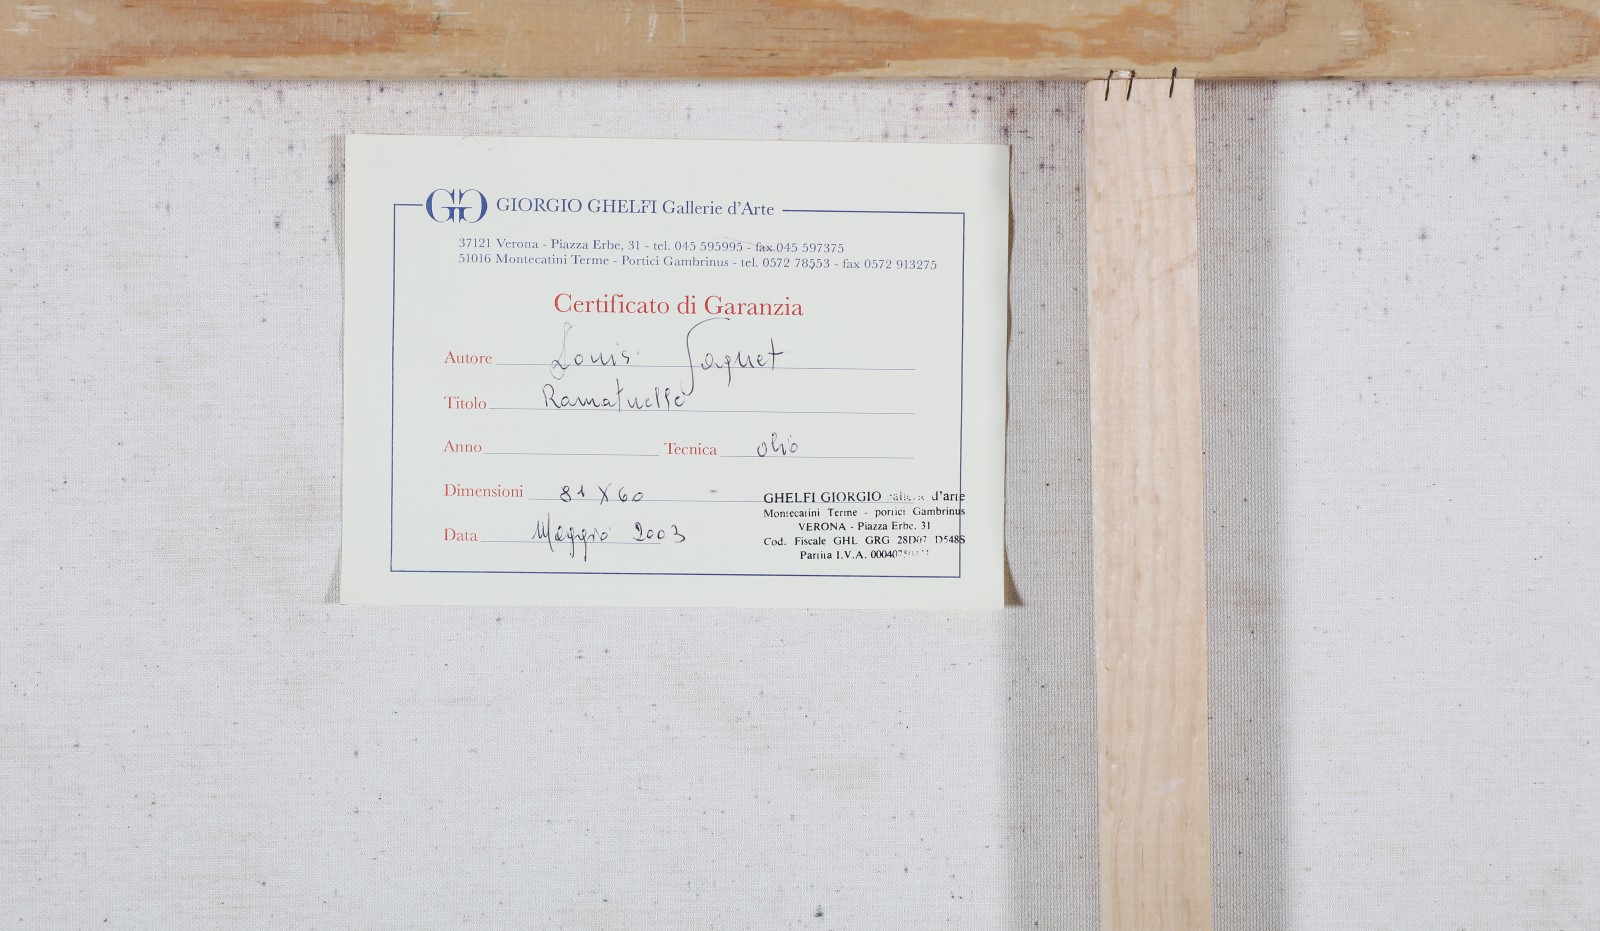 GG GIORGIO GHELFI Gallerie d'Arte
37121 Verona - Piazza Erbe, 31 - tel. 045 595995 - fax 045 597375
51016 Montecatini Terme - Portici Gambrinus - tel. 0572 78553 - fax 0572 913275
Certificato di Garanzia
Autore Louis
Titolo Ramatuelle
Anno Tecnica olio
Dimensioni 81 X 60
Data Maggio 2003
GHELFI GIORGIO d'arte
Montecatini Terme - portici Gambrinus
VERONA - Piazza Erbe, 31
Cod. Fiscale GHL GRG 28D07 D548S
Partita I.V.A.